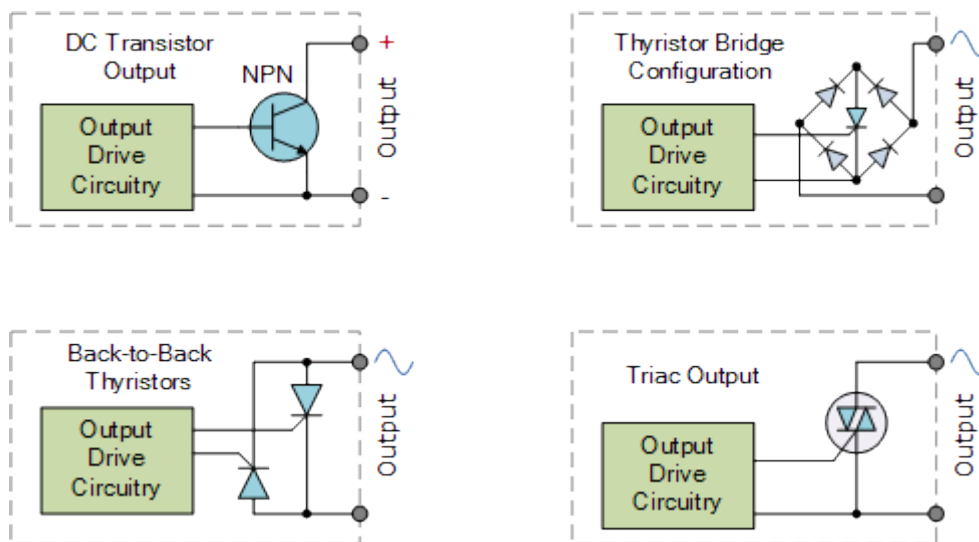 DC Transistor
Output
NPN
Output
Drive
Circuitry
+
Output
-
Thyristor Bridge
Configuration
Output
Drive
Circuitry
Output
Back-to-Back
Thyristors
Output
Drive
Circuitry
Output
Triac Output
Output
Drive
Circuitry
Output